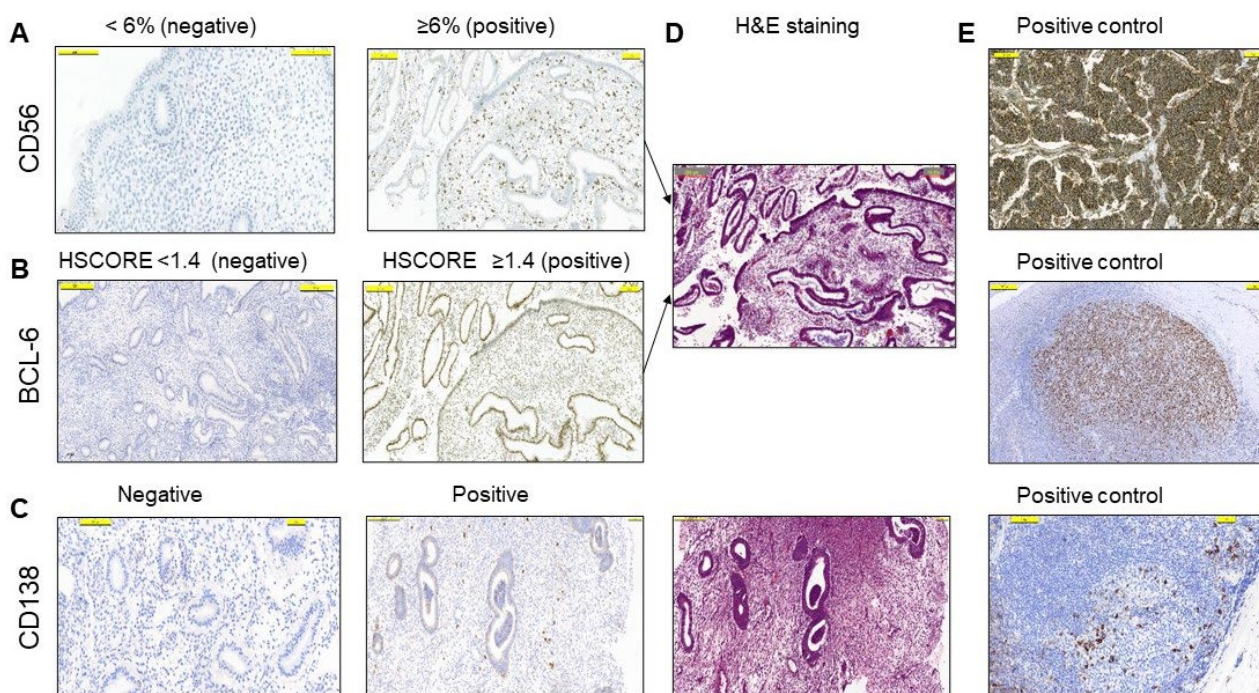 A
< 6% (negative)
≥6% (positive)
D
H&E staining
E
Positive control
CD56
B
HSCORE <1.4 (negative)
HSCORE ≥1.4 (positive)
Positive control
BCL-6
C
Negative
Positive
Positive control
CD138